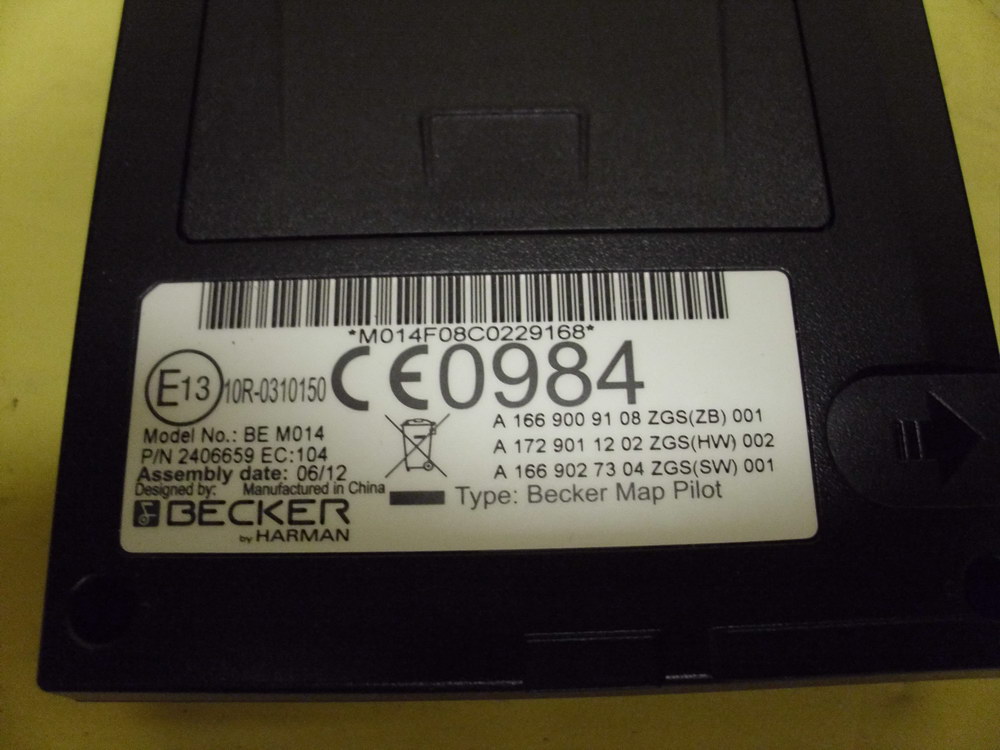 *M014F08C0229168*
E13 10R-0310150 CE0984
Model No.: BE M014
P/N 2406659 EC:104
Assembly date: 06/12
Designed by: Manufactured in China
BECKER
by HARMAN
A 166 900 91 08 ZGS(ZB) 001
A 172 901 12 02 ZGS(HW) 002
A 166 902 73 04 ZGS(SW) 001
Type: Becker Map Pilot